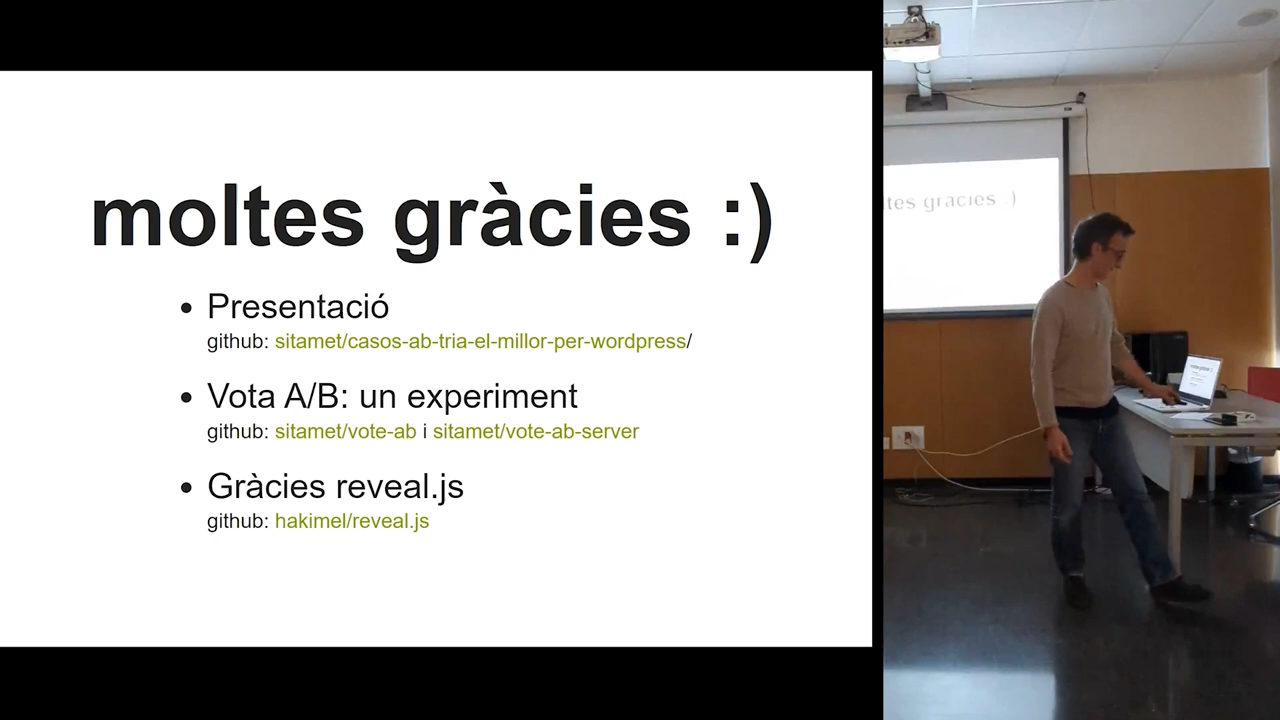 moltes gràcies :)
Presentació
github: sitamet/casos-ab-tria-el-millor-per-wordpress/
Vota A/B: un experiment
github: sitamet/vote-ab i sitamet/vote-ab-server
Gràcies reveal.js
github: hakimel/reveal.js
tes gràcies :)